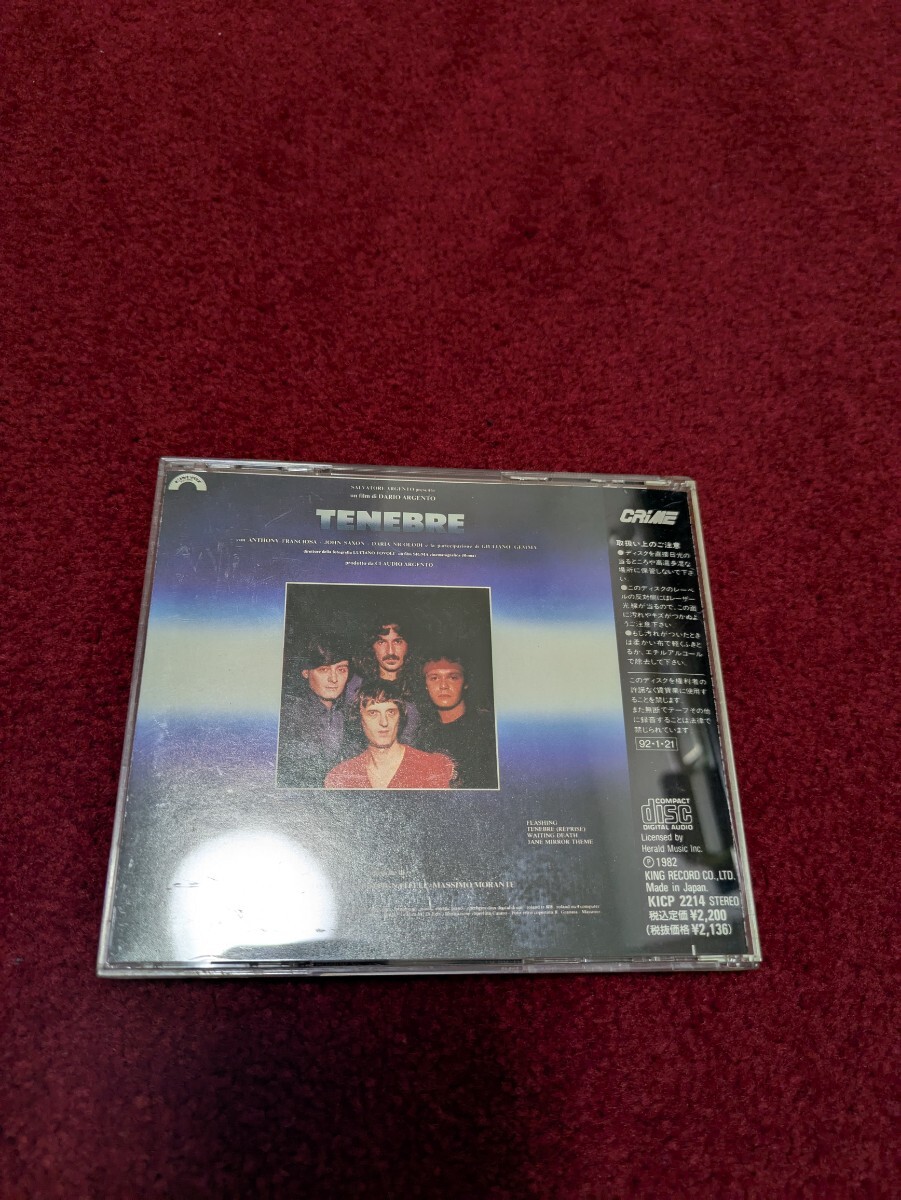 SALVATORE ARGENTO presenta
un film di DARIO ARGENTO
TENEBRE
con ANTHONY FRANCIOSA · JOHN SAXON · DARIA NICOLODI e la partecipazione di GIULIANO GEMMA
direttore della fotografia LUCIANO TOVOLI
prodotto da CLAUDIO ARGENTO
FLASHING
TENEBRE (REPRISE)
WAITING DEATH
JANE MIRROR THEME
MASSIMO MORANTE
CRIME
取扱い上のご注意
●ディスクを直接日光の
当るところや高温多湿な
場所に保管しないで下さ
い。
●このディスクのレーベ
ルの反対側にはレーザー
光線が当るので、この面
に汚れやキズがつかぬよ
うご注意下さい。
●もし汚れがついたとき
は柔かい布で軽くふきと
るか、エチルアルコール
で除去して下さい。
このディスクを権利者の
許諾なく賃貸業に使用す
ることを禁じます。
また無断でテープその他
に録音することは法律で
禁じられています。
92·1·21
COMPACT
disc
DIGITAL AUDIO
Licensed by
Herald Music Inc.
Ⓟ1982
KING RECORD CO., LTD.
Made in Japan.
KICP 2214 STEREO
税込定価¥2,200
(税抜価格¥2,136)